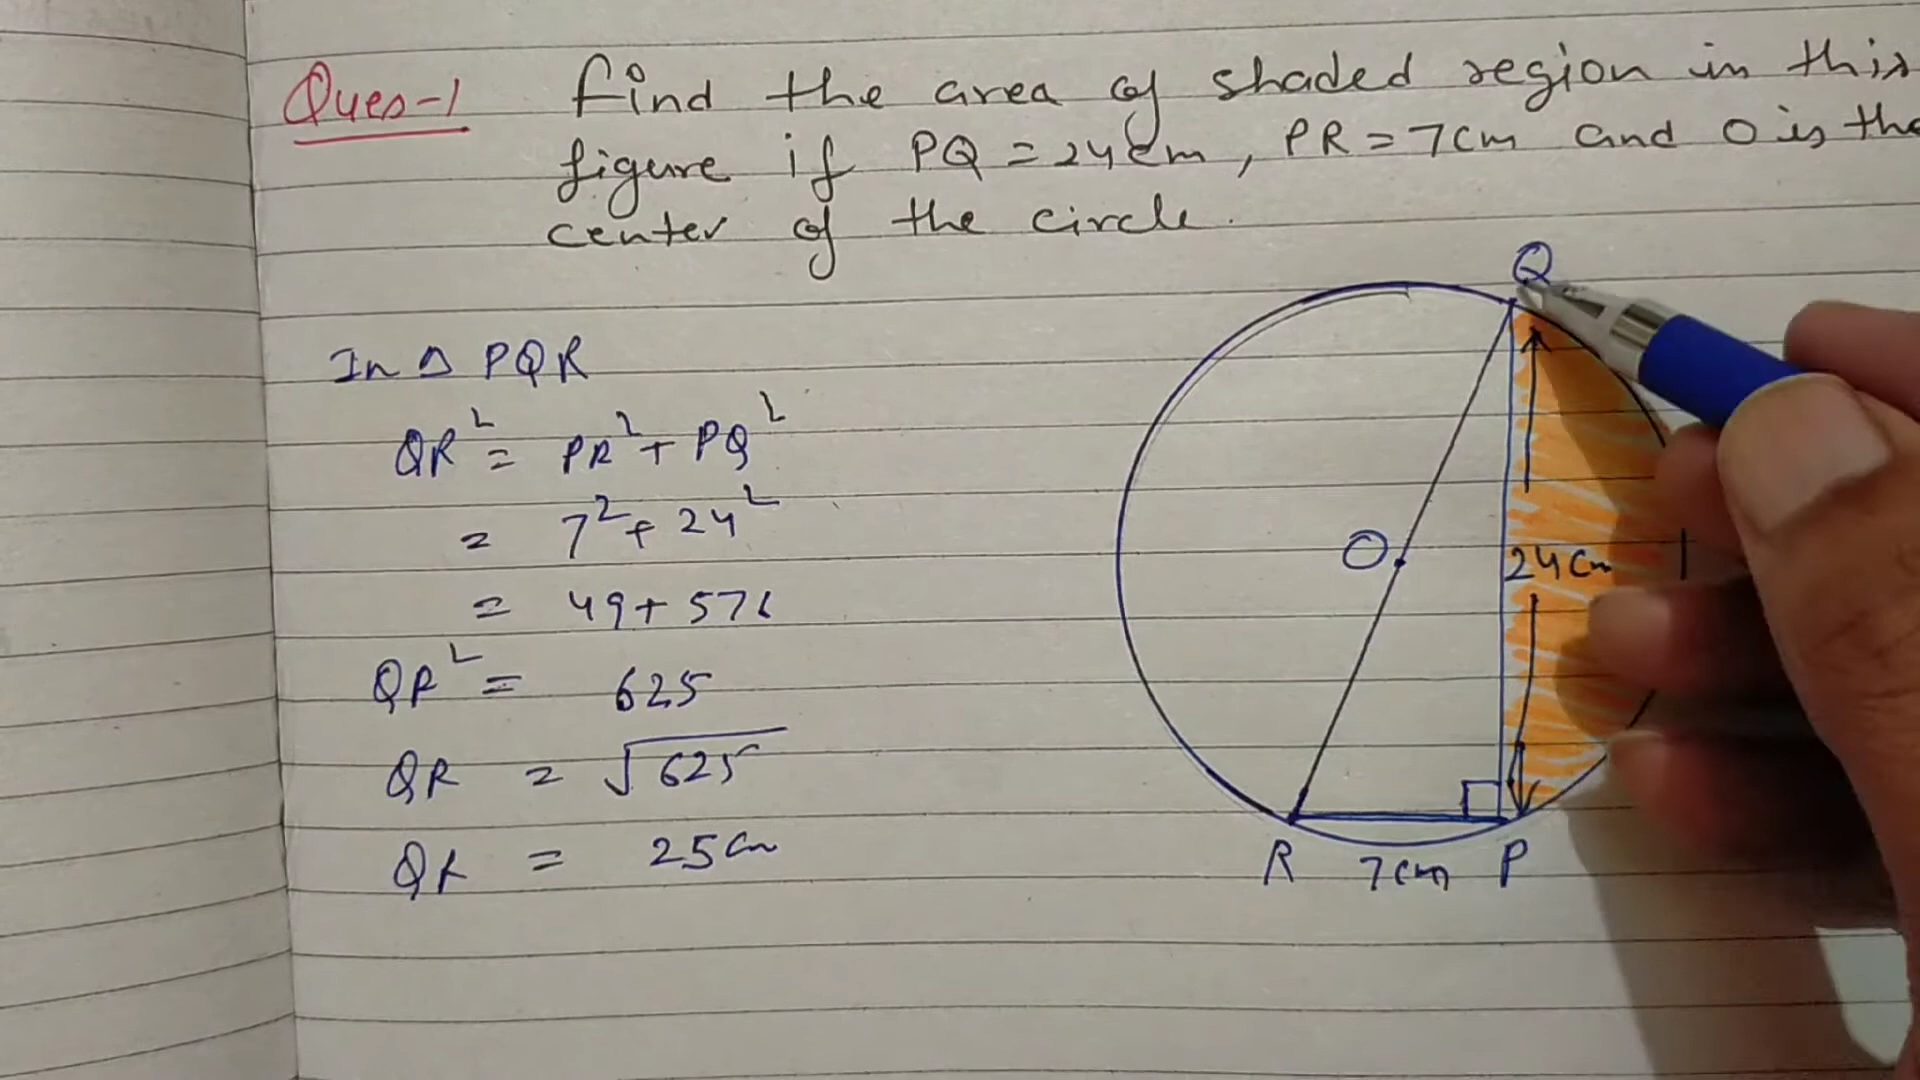 Ques-1 find the area of shaded region in this
figure if PQ = 24cm, PR = 7cm and O is the
center of the circle.
In △ PQR
QR² = PR² + PQ²
= 7² + 24²
= 49 + 576
QR² = 625
QR = √625
QR = 25cm
Q
O
24cm
R 7cm P